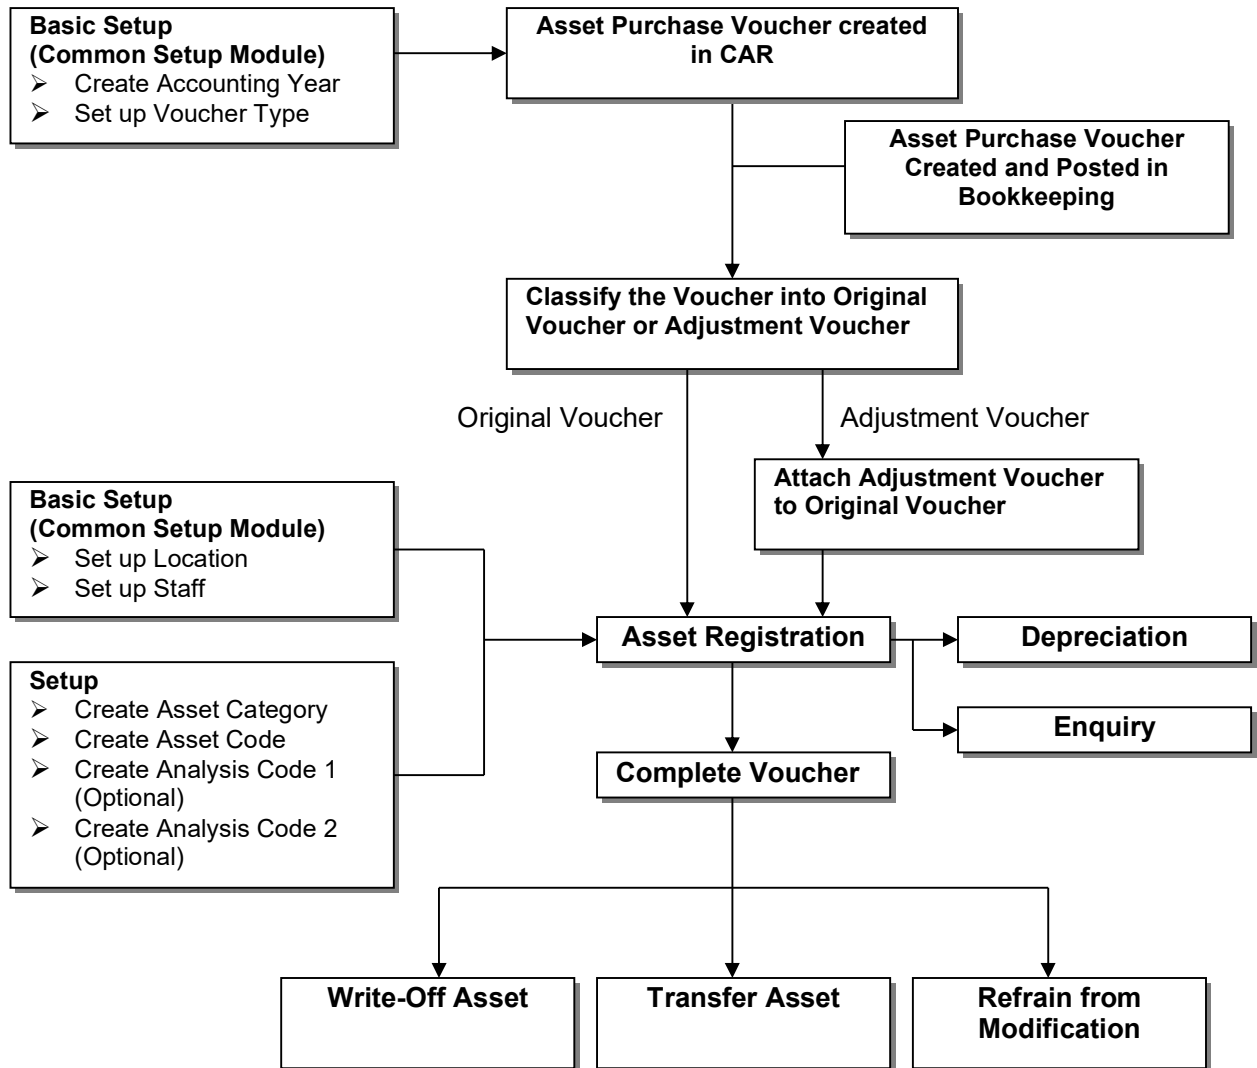 Basic Setup
(Common Setup Module)
➢ Create Accounting Year
➢ Set up Voucher Type
Asset Purchase Voucher created
in CAR
Asset Purchase Voucher
Created and Posted in
Bookkeeping
Classify the Voucher into Original
Voucher or Adjustment Voucher
Original Voucher
Adjustment Voucher
Attach Adjustment Voucher
to Original Voucher
Basic Setup
(Common Setup Module)
➢ Set up Location
➢ Set up Staff
Setup
➢ Create Asset Category
➢ Create Asset Code
➢ Create Analysis Code 1
(Optional)
➢ Create Analysis Code 2
(Optional)
Asset Registration
Depreciation
Enquiry
Complete Voucher
Write-Off Asset
Transfer Asset
Refrain from
Modification